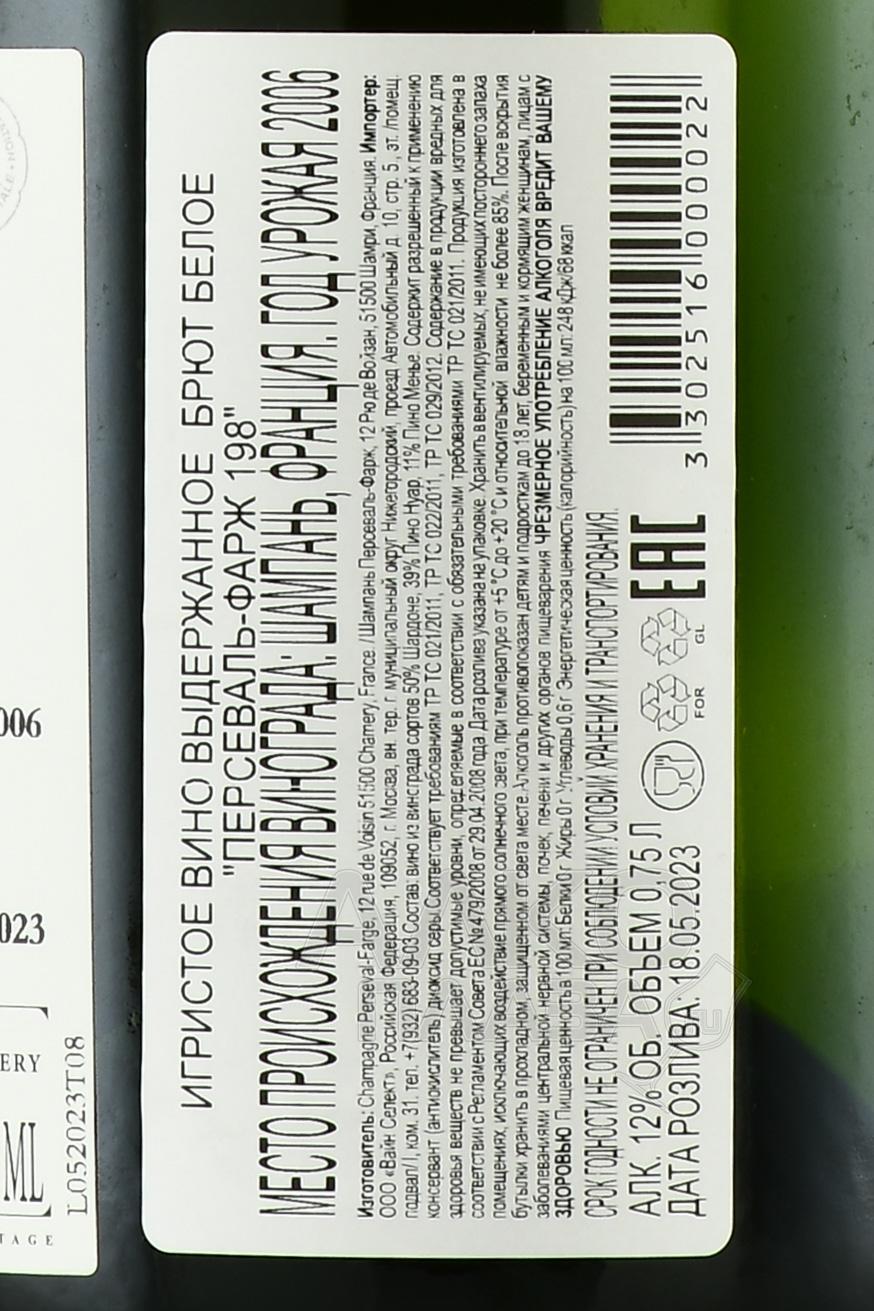 ИГРИСТОЕ ВИНО ВЫДЕРЖАННОЕ БРЮТ БЕЛОЕ
"ПЕРСЕВАЛЬ-ФАРЖ 198"
МЕСТО ПРОИСХОЖДЕНИЯ ВИНОГРАДА: ШАМПАНЬ, ФРАНЦИЯ. ГОД УРОЖАЯ 2006
Изготовитель: Champagne Perseval-Farge, 12 rue de Voisin 51500 Chamery, France. / Шампань Персеваль-Фарж, 12 Рю де Войзан, 51500 Шамри, Франция. Импортер:
ООО «Вайн Селект», Российская Федерация, 109052, г. Москва, вн. тер. г. муниципальный округ Нижегородский, проезд Автомобильный д. 10, стр. 5, эт. /помещ.
подвал/I, ком. 31. тел. +7(932) 683-09-03 Состав: вино из винограда сортов 50% Шардоне, 39% Пино Нуар, 11% Пино Менье. Содержит разрешенный к применению
консервант (антиокислитель) диоксид серы. Соответствует требованиям ТР ТС 021/2011, ТР ТС 022/2011, ТР ТС 029/2012. Содержание в продукции вредных для
здоровья веществ не превышает допустимые уровни, определяемые в соответствии с обязательными требованиями ТР ТС 021/2011. Продукция изготовлена в
соответствии с Регламентом Совета ЕС № 479/2008 от 29.04.2008 года. Дата розлива указана на упаковке. Хранить в вентилируемых, не имеющих постороннего запаха
помещениях, исключающих воздействие прямого солнечного света, при температуре от +5 °C до +20 °C и относительной влажности не более 85%. После вскрытия
бутылки хранить в прохладном, защищенном от света месте. Алкоголь противопоказан детям и подросткам до 18 лет, беременным и кормящим женщинам, лицам с
заболеваниями центральной нервной системы, почек, печени и других органов пищеварения ЧРЕЗМЕРНОЕ УПОТРЕБЛЕНИЕ АЛКОГОЛЯ ВРЕДИТ ВАШЕМУ
ЗДОРОВЬЮ Пищевая ценность в 100 мл: Белки 0 г Жиры 0 г Углеводы 0,6 г Энергетическая ценность (калорийность) на 100 мл: 248 кДж/68 ккал
СРОК ГОДНОСТИ НЕ ОГРАНИЧЕН ПРИ СОБЛЮДЕНИИ УСЛОВИЙ ХРАНЕНИЯ И ТРАНСПОРТИРОВАНИЯ.
АЛК. 12% ОБ. ОБЪЕМ 0,75 Л
ДАТА РОЗЛИВА: 18.05.2023
FOR GL
EAC
3 302516 000022
006
023
ERY
ML
TAGE
L052023T08